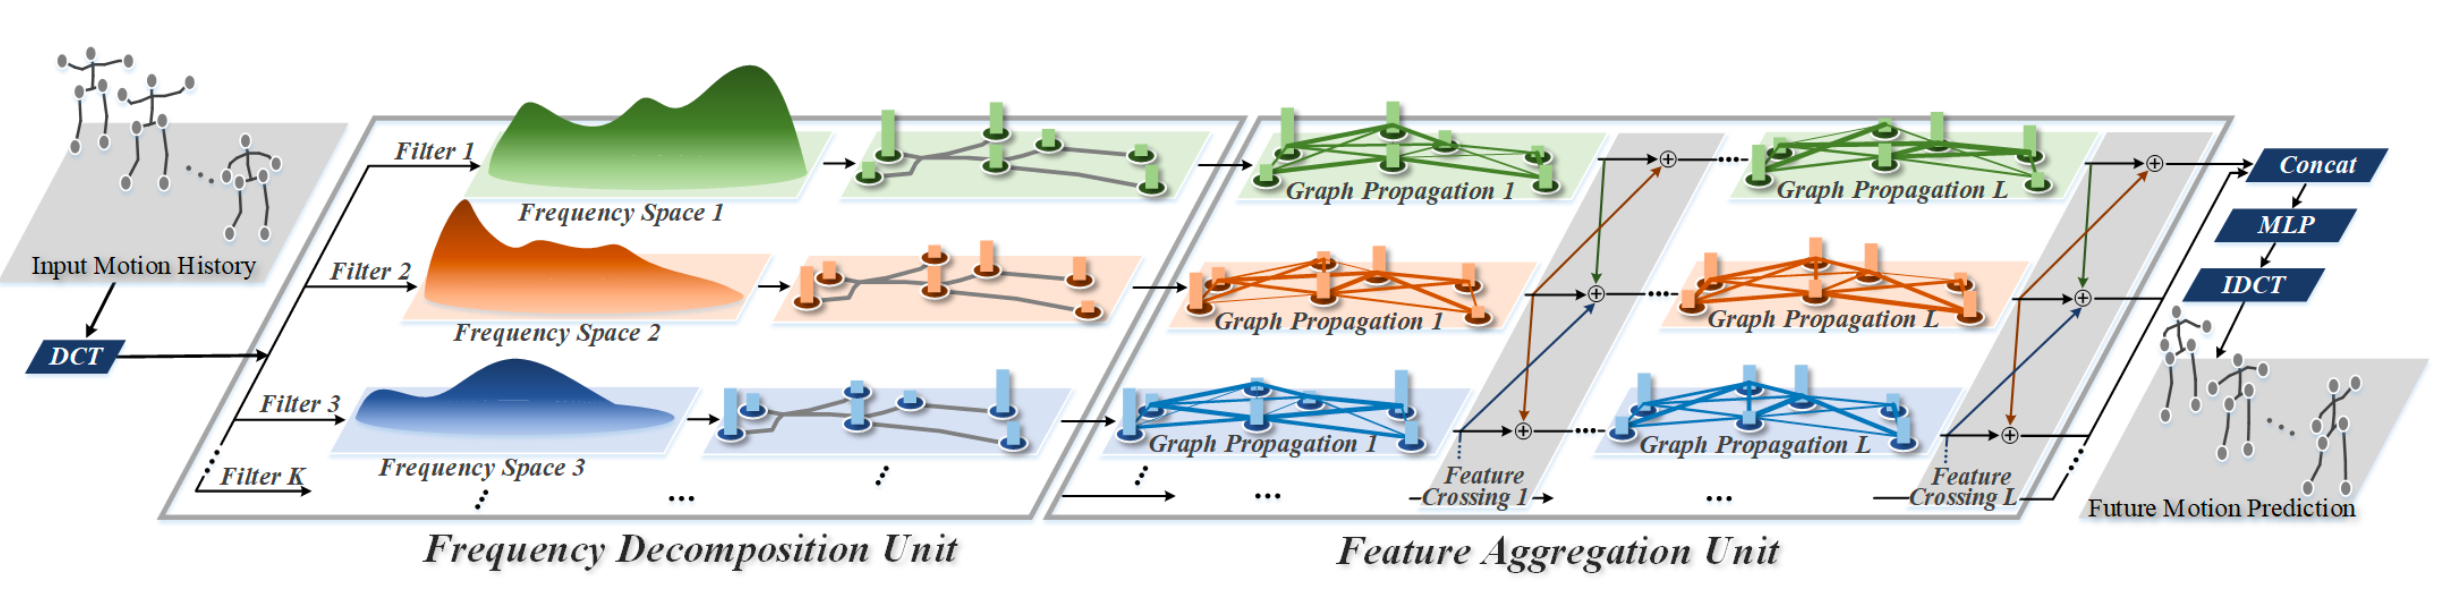 Input Motion History
DCT
Filter 1
Frequency Space 1
Filter 2
Frequency Space 2
Filter 3
Frequency Space 3
Filter K
Frequency Decomposition Unit
Graph Propagation 1
Graph Propagation L
Graph Propagation 1
Graph Propagation L
Graph Propagation 1
Graph Propagation L
Feature
Crossing 1
Feature
Crossing L
Feature Aggregation Unit
Concat
MLP
IDCT
Future Motion Prediction